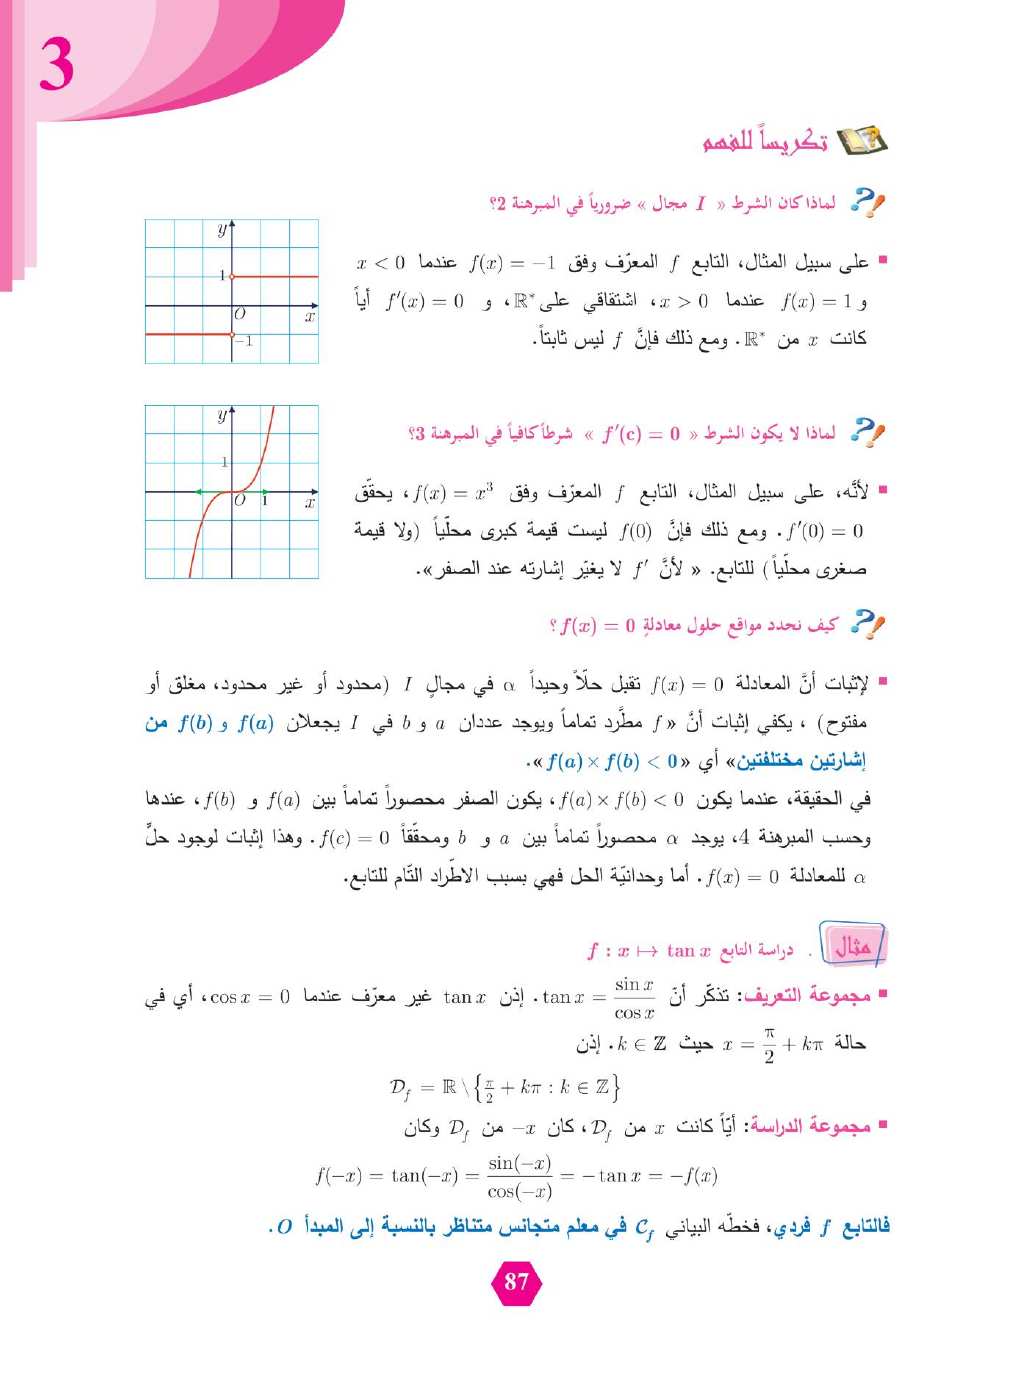 3
تكريساً للفهم
لماذا كان الشرط « I مجال » ضرورياً في المبرهنة 2؟
على سبيل المثال، التابع f المعرّف وفق f(x) = −1 عندما x < 0
و f(x) = 1 عندما x > 0، اشتقاقي على ℝ*، و f′(x) = 0 أياً
كانت x من ℝ*. ومع ذلك فإنَّ f ليس ثابتاً.
y
1
O
x
−1
لماذا لا يكون الشرط « f′(c) = 0 » شرطاً كافياً في المبرهنة 3؟
لأنَّه، على سبيل المثال، التابع f المعرّف وفق f(x) = x³، يحقّق
f′(0) = 0. ومع ذلك فإنَّ f(0) ليست قيمة كبرى محلّياً (ولا قيمة
صغرى محلّياً) للتابع. « لأنَّ f′ لا يغيّر إشارته عند الصفر».
y
1
O 1 x
كيف نحدد مواقع حلول معادلةٍ f(x) = 0 ؟
لإثبات أنَّ المعادلة f(x) = 0 تقبل حلّاً وحيداً α في مجالٍ I (محدود أو غير محدود، مغلق أو
مفتوح) ، يكفي إثبات أنَّ « f مطَّرد تماماً ويوجد عددان a و b في I يجعلان f(a) و f(b) من
إشارتين مختلفتين» أي «f(a) × f(b) < 0».
في الحقيقة، عندما يكون f(a) × f(b) < 0، يكون الصفر محصوراً تماماً بين f(a) و f(b)، عندها
وحسب المبرهنة 4، يوجد α محصوراً تماماً بين a و b ومحقّقاً f(c) = 0. وهذا إثبات لوجود حلٍّ
α للمعادلة f(x) = 0. أما وحدانيّة الحل فهي بسبب الاطّراد التّام للتابع.
مثال . دراسة التابع f : x ↦ tan x
مجموعة التعريف: تذكّر أنّ tan x = sin x / cos x. إذن tan x غير معرّف عندما cos x = 0، أي في
حالة x = π/2 + kπ حيث k ∈ ℤ. إذن
𝒟f = ℝ \ {π/2 + kπ : k ∈ ℤ}
مجموعة الدراسة: أيّاً كانت x من 𝒟f، كان −x من 𝒟f وكان
f(−x) = tan(−x) = sin(−x) / cos(−x) = − tan x = −f(x)
فالتابع f فردي، فخطّه البياني 𝒞f في معلم متجانس متناظر بالنسبة إلى المبدأ O.
87